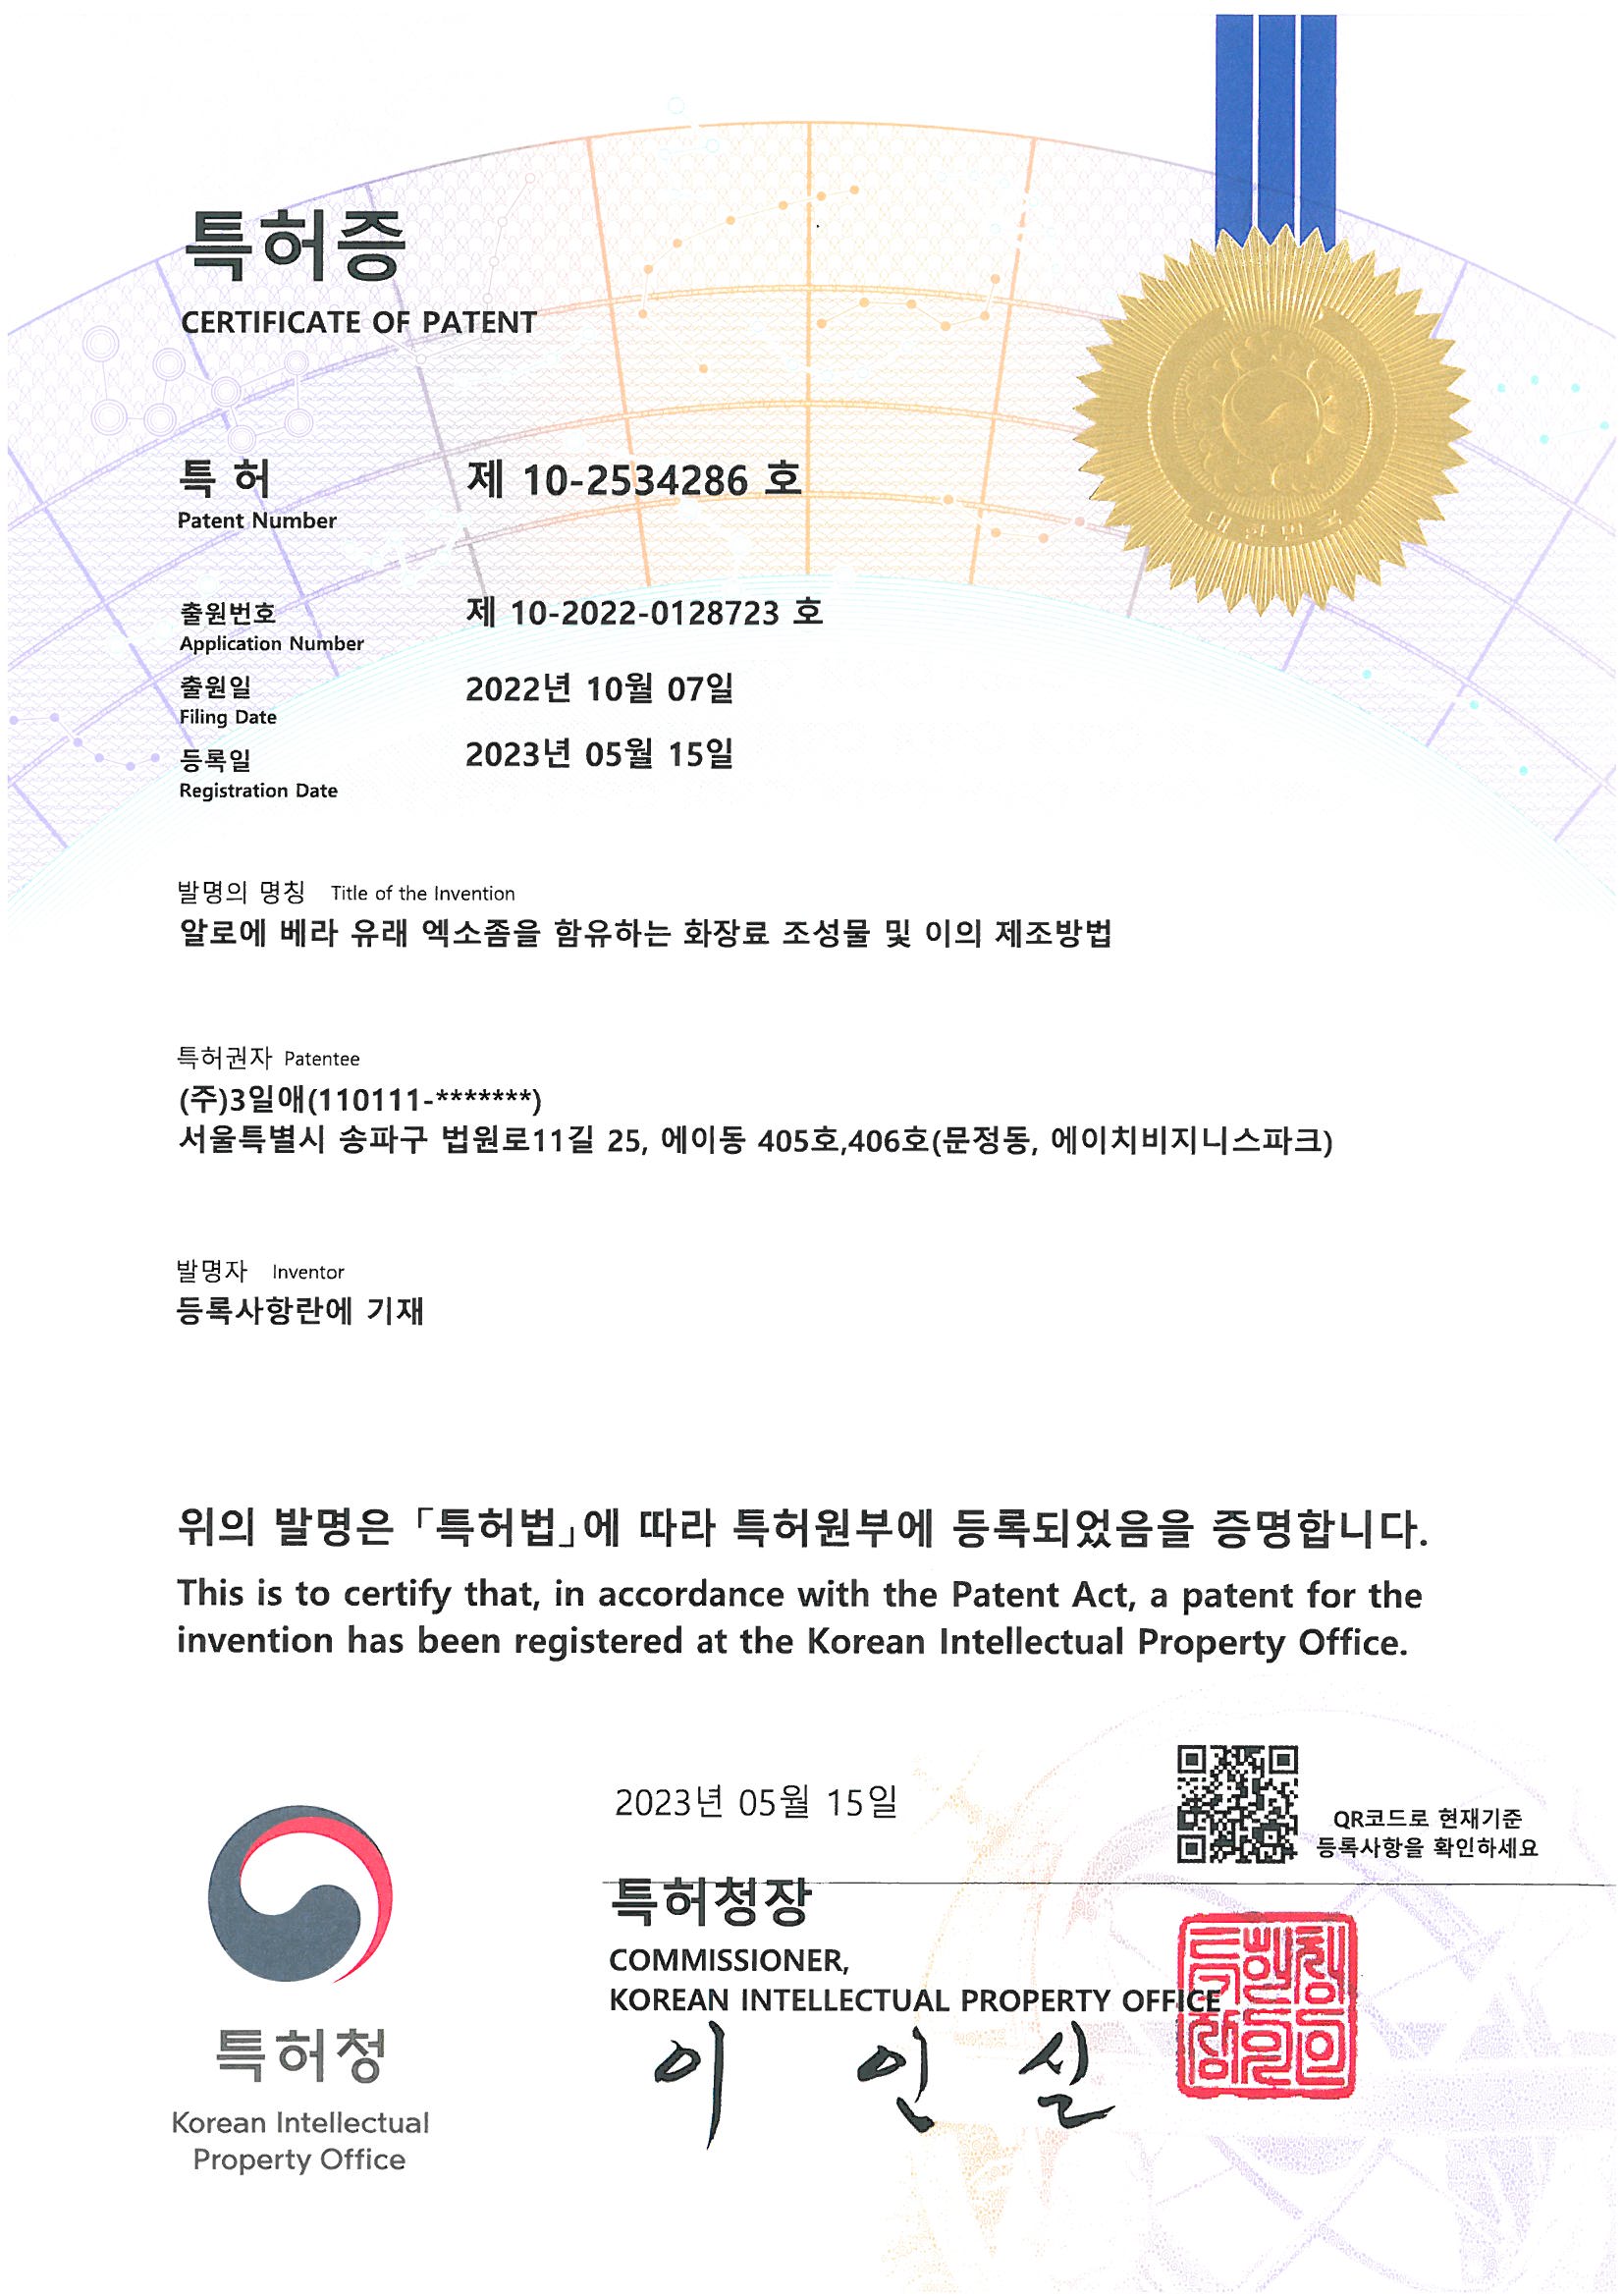 특허증
CERTIFICATE OF PATENT
특 허 제 10-2534286 호
Patent Number
출원번호 제 10-2022-0128723 호
Application Number
출원일 2022년 10월 07일
Filing Date
등록일 2023년 05월 15일
Registration Date
발명의 명칭 Title of the Invention
알로에 베라 유래 엑소좀을 함유하는 화장료 조성물 및 이의 제조방법
특허권자 Patentee
(주)3일애(110111-*******)
서울특별시 송파구 법원로11길 25, 에이동 405호,406호(문정동, 에이치비지니스파크)
발명자 Inventor
등록사항란에 기재
위의 발명은 「특허법」에 따라 특허원부에 등록되었음을 증명합니다.
This is to certify that, in accordance with the Patent Act, a patent for the
invention has been registered at the Korean Intellectual Property Office.
2023년 05월 15일
QR코드로 현재기준
등록사항을 확인하세요
특허청장
COMMISSIONER,
KOREAN INTELLECTUAL PROPERTY OFFICE
이 인 실
특허청
Korean Intellectual
Property Office
대한민국